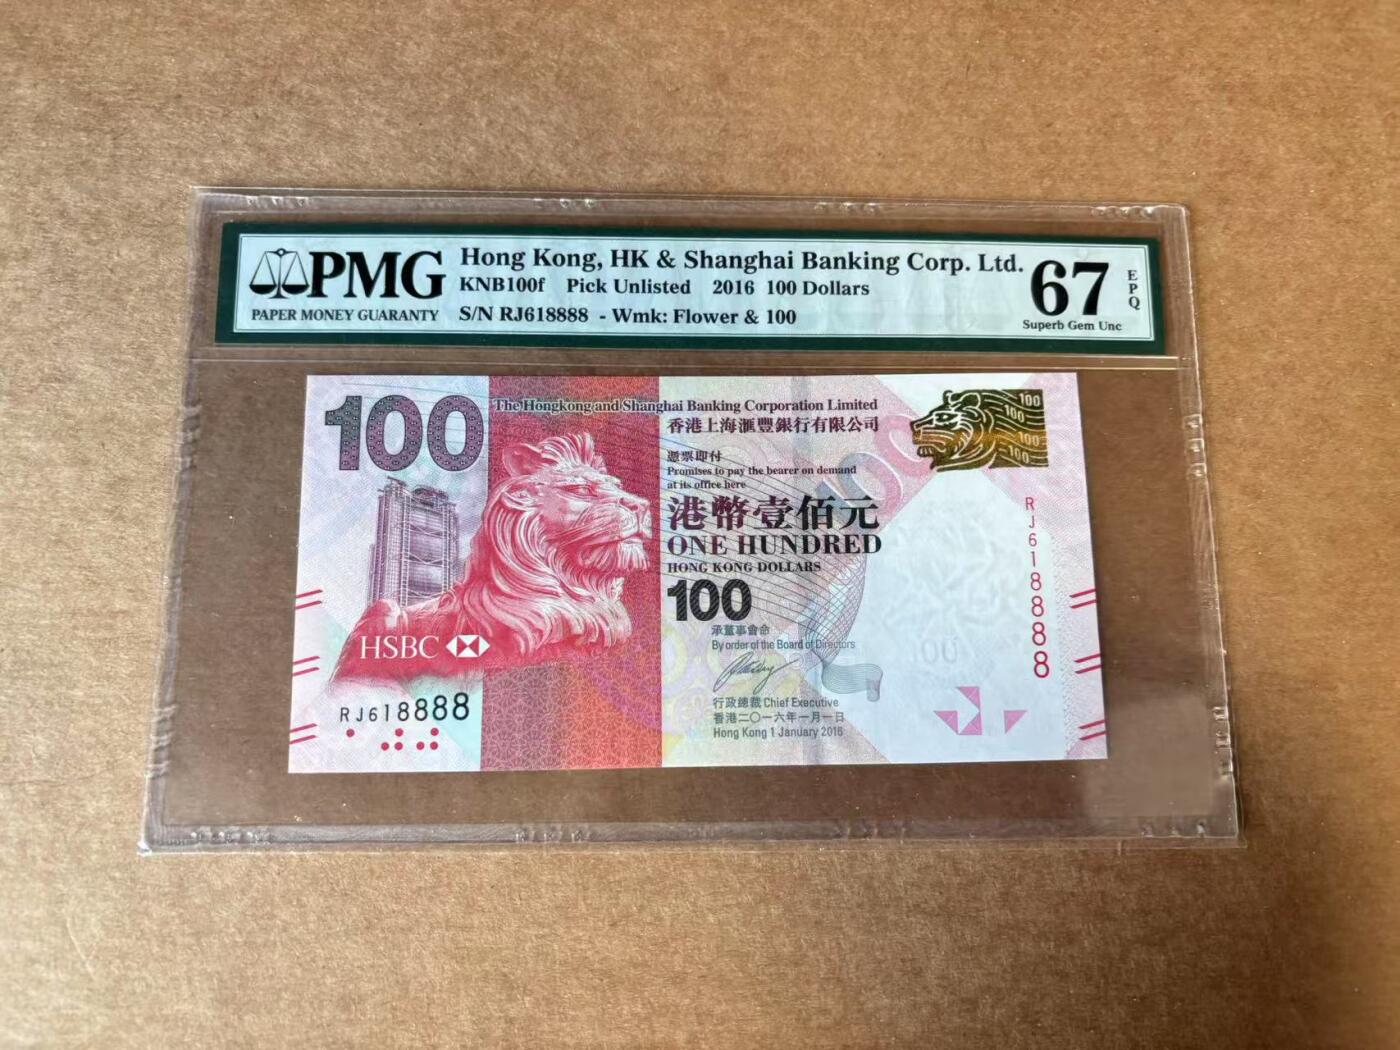 PMG
PAPER MONEY GUARANTY
Hong Kong, HK & Shanghai Banking Corp. Ltd.
KNB100f Pick Unlisted 2016 100 Dollars
S/N RJ618888 - Wmk: Flower & 100
67
EPQ
Superb Gem Unc
100
The Hongkong and Shanghai Banking Corporation Limited
香港上海滙豐銀行有限公司
憑票即付
Promises to pay the bearer on demand
at its office here
港幣壹佰元
ONE HUNDRED
HONG KONG DOLLARS
100
承董事會命
By order of the Board of Directors
行政總裁 Chief Executive
香港二〇一六年一月一日
Hong Kong 1 January 2016
HSBC
RJ618888
100
100
100
100
RJ618888